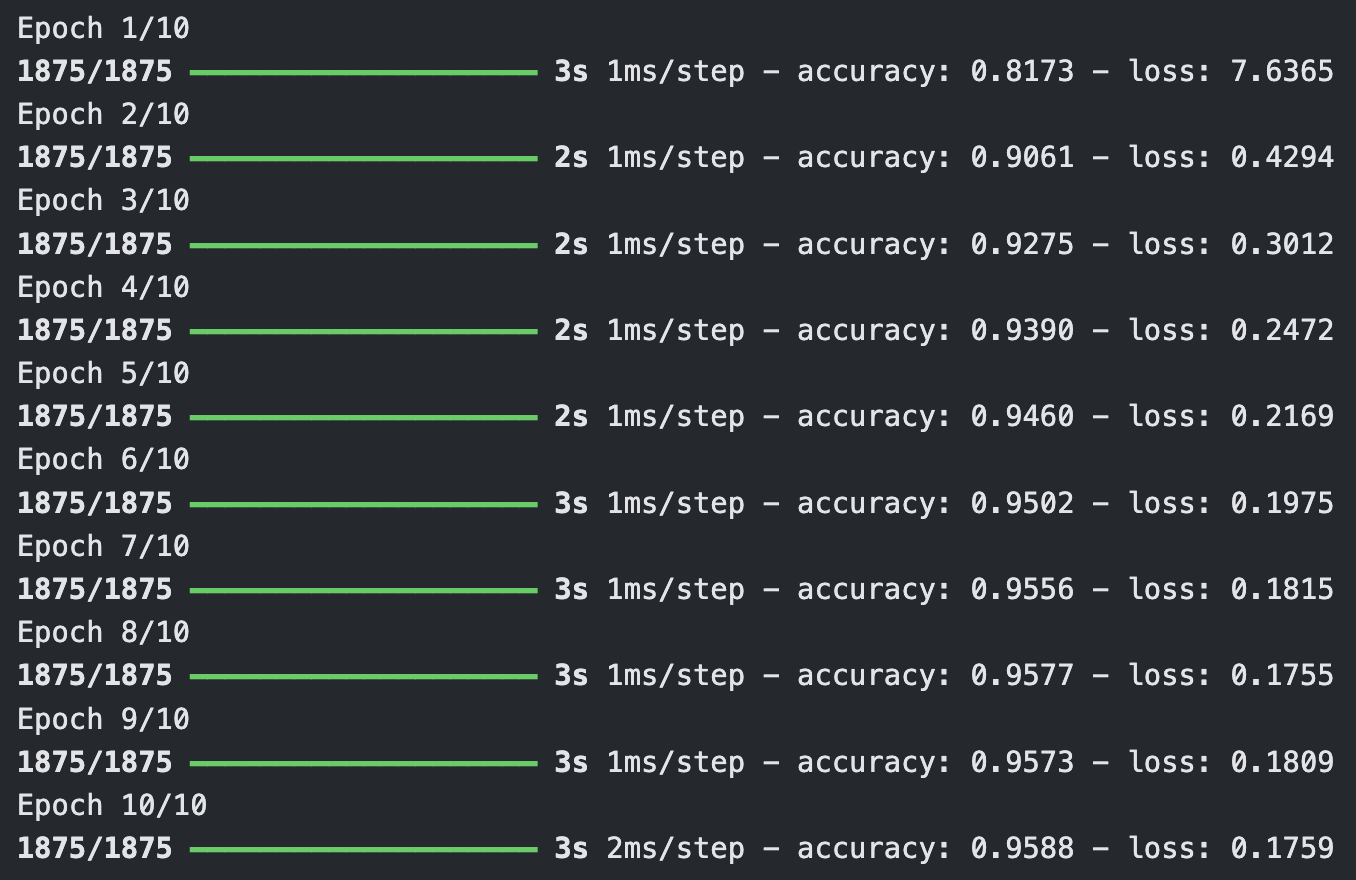 Epoch 1/10
1875/1875 ━━━━━━━━━━━━━━━━━━━━ 3s 1ms/step - accuracy: 0.8173 - loss: 7.6365
Epoch 2/10
1875/1875 ━━━━━━━━━━━━━━━━━━━━ 2s 1ms/step - accuracy: 0.9061 - loss: 0.4294
Epoch 3/10
1875/1875 ━━━━━━━━━━━━━━━━━━━━ 2s 1ms/step - accuracy: 0.9275 - loss: 0.3012
Epoch 4/10
1875/1875 ━━━━━━━━━━━━━━━━━━━━ 2s 1ms/step - accuracy: 0.9390 - loss: 0.2472
Epoch 5/10
1875/1875 ━━━━━━━━━━━━━━━━━━━━ 2s 1ms/step - accuracy: 0.9460 - loss: 0.2169
Epoch 6/10
1875/1875 ━━━━━━━━━━━━━━━━━━━━ 3s 1ms/step - accuracy: 0.9502 - loss: 0.1975
Epoch 7/10
1875/1875 ━━━━━━━━━━━━━━━━━━━━ 3s 1ms/step - accuracy: 0.9556 - loss: 0.1815
Epoch 8/10
1875/1875 ━━━━━━━━━━━━━━━━━━━━ 3s 1ms/step - accuracy: 0.9577 - loss: 0.1755
Epoch 9/10
1875/1875 ━━━━━━━━━━━━━━━━━━━━ 3s 1ms/step - accuracy: 0.9573 - loss: 0.1809
Epoch 10/10
1875/1875 ━━━━━━━━━━━━━━━━━━━━ 3s 2ms/step - accuracy: 0.9588 - loss: 0.1759